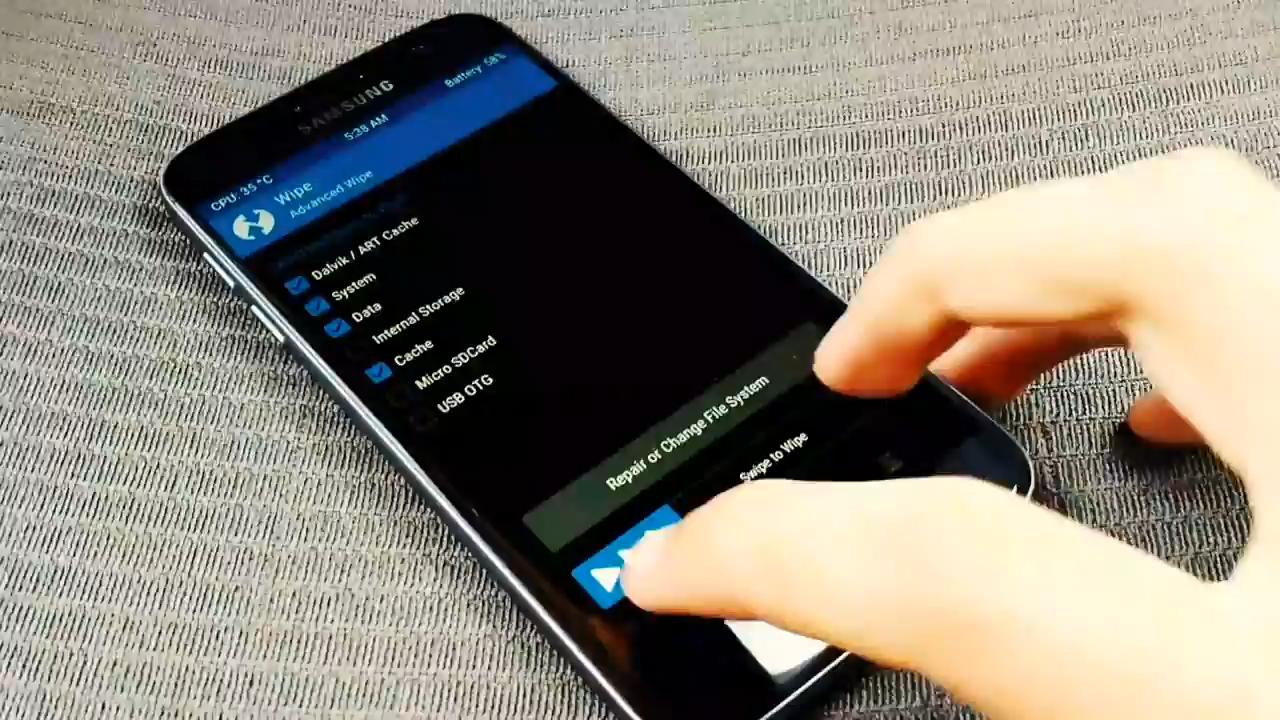 SAMSUNG
CPU: 35 °C
5:38 AM
Battery: 58%
Wipe
Advanced Wipe
Dalvik / ART Cache
System
Data
Internal Storage
Cache
Micro SDCard
USB OTG
Repair or Change File System
Swipe to Wipe